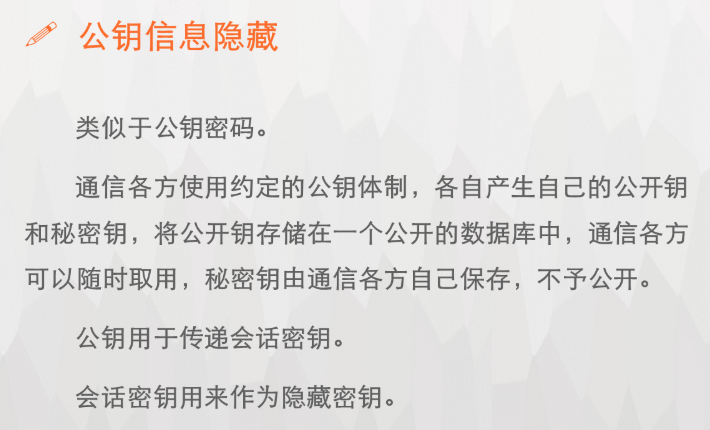 公钥信息隐藏
类似于公钥密码。
通信各方使用约定的公钥体制，各自产生自己的公开钥
和秘密钥，将公开钥存储在一个公开的数据库中，通信各方
可以随时取用，秘密钥由通信各方自己保存，不予公开。
公钥用于传递会话密钥。
会话密钥用来作为隐藏密钥。